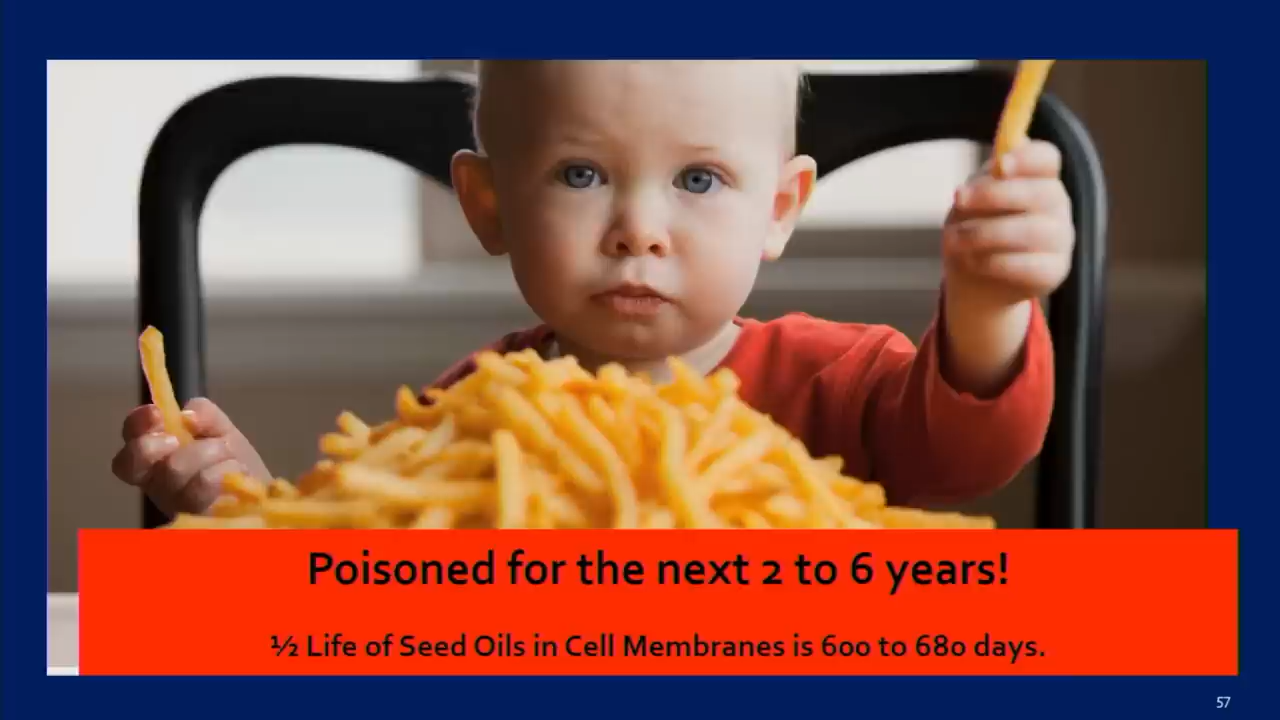 Poisoned for the next 2 to 6 years!
½ Life of Seed Oils in Cell Membranes is 600 to 680 days.
57